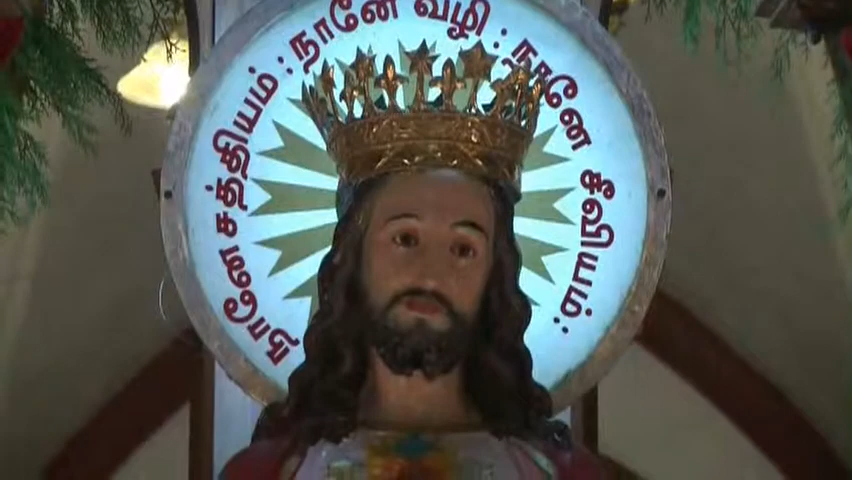 நானே சத்தியம் : நானே வழி : நானே சீவியம் :